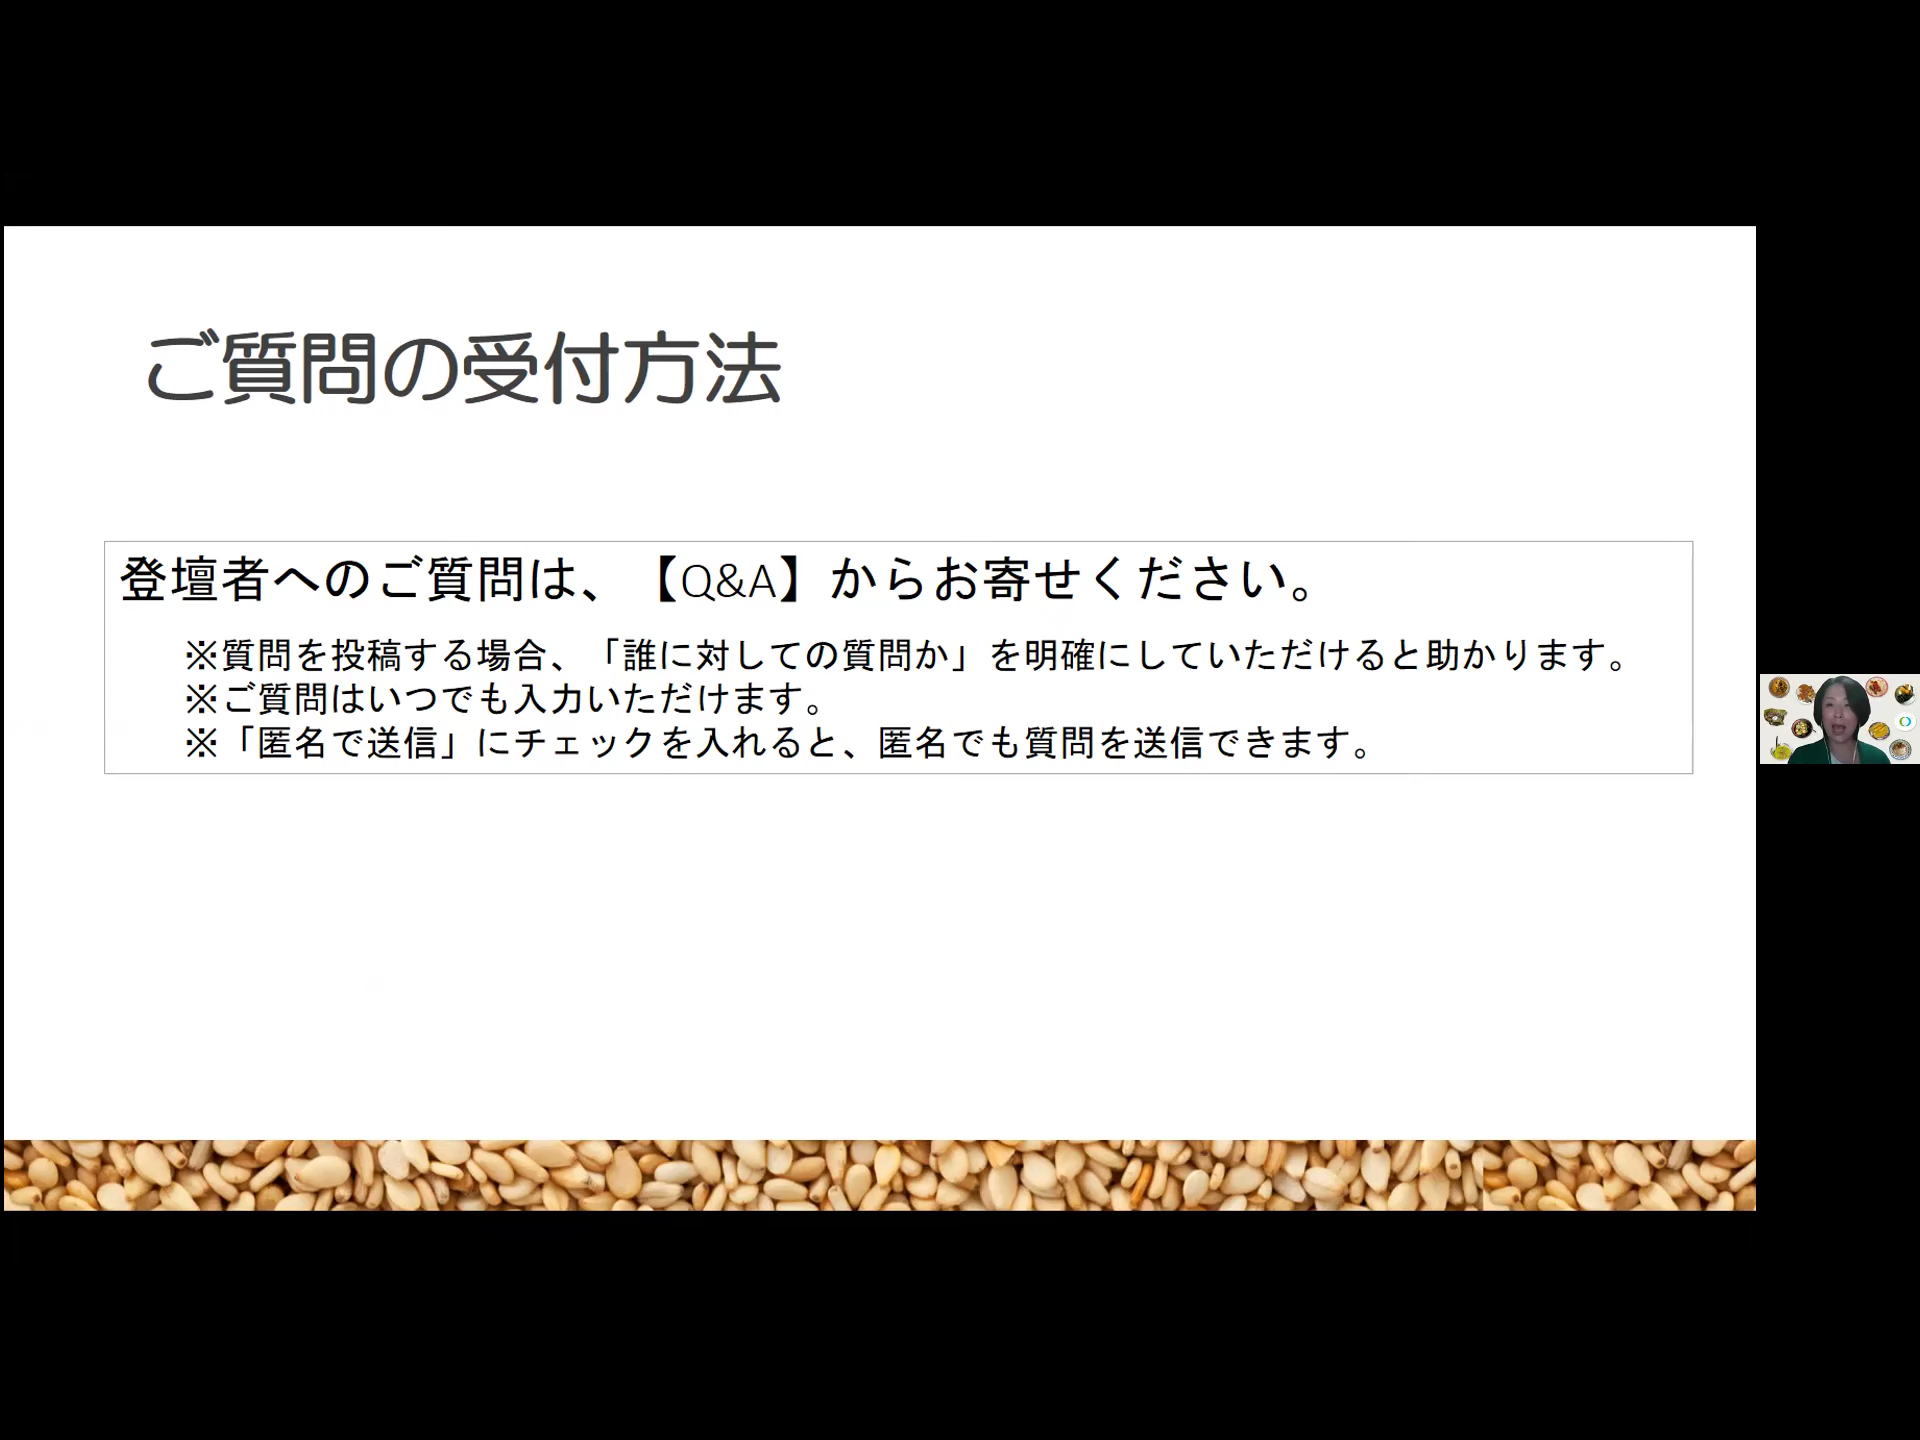 ご質問の受付方法
登壇者へのご質問は、【Q&A】からお寄せください。
※質問を投稿する場合、「誰に対しての質問か」を明確にしていただけると助かります。
※ご質問はいつでも入力いただけます。
※「匿名で送信」にチェックを入れると、匿名でも質問を送信できます。